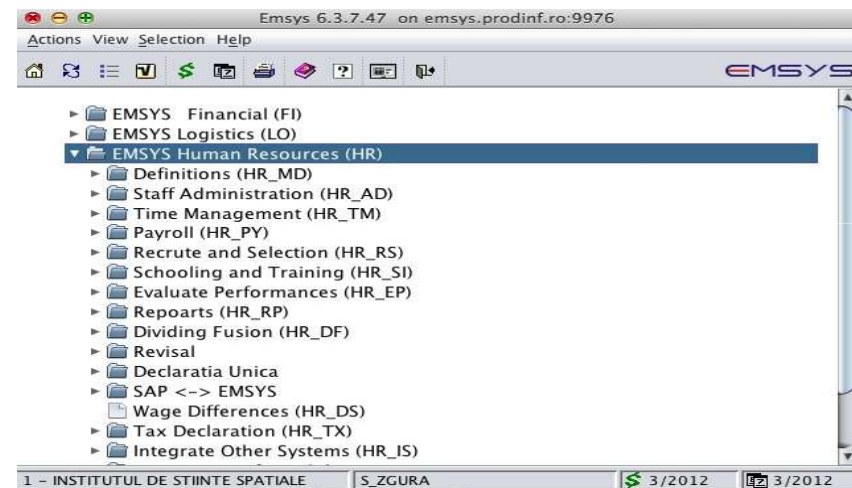 Emsys 6.3.7.47 on emsys.prodinf.ro:9976
Actions View Selection Help
EMSYS
EMSYS Financial (FI)
EMSYS Logistics (LO)
EMSYS Human Resources (HR)
Definitions (HR_MD)
Staff Administration (HR_AD)
Time Management (HR_TM)
Payroll (HR_PY)
Recrute and Selection (HR_RS)
Schooling and Training (HR_SI)
Evaluate Performances (HR_EP)
Repoarts (HR_RP)
Dividing Fusion (HR_DF)
Revisal
Declaratia Unica
SAP <-> EMSYS
Wage Differences (HR_DS)
Tax Declaration (HR_TX)
Integrate Other Systems (HR_IS)
1 - INSTITUTUL DE STIINTE SPATIALE S_ZGURA $ 3/2012 3/2012